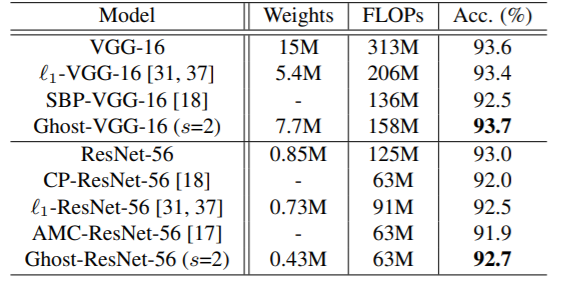 Model Weights FLOPs Acc. (%)
VGG-16 15M 313M 93.6
ℓ1-VGG-16 [31, 37] 5.4M 206M 93.4
SBP-VGG-16 [18] - 136M 92.5
Ghost-VGG-16 (s=2) 7.7M 158M 93.7
ResNet-56 0.85M 125M 93.0
CP-ResNet-56 [18] - 63M 92.0
ℓ1-ResNet-56 [31, 37] 0.73M 91M 92.5
AMC-ResNet-56 [17] - 63M 91.9
Ghost-ResNet-56 (s=2) 0.43M 63M 92.7